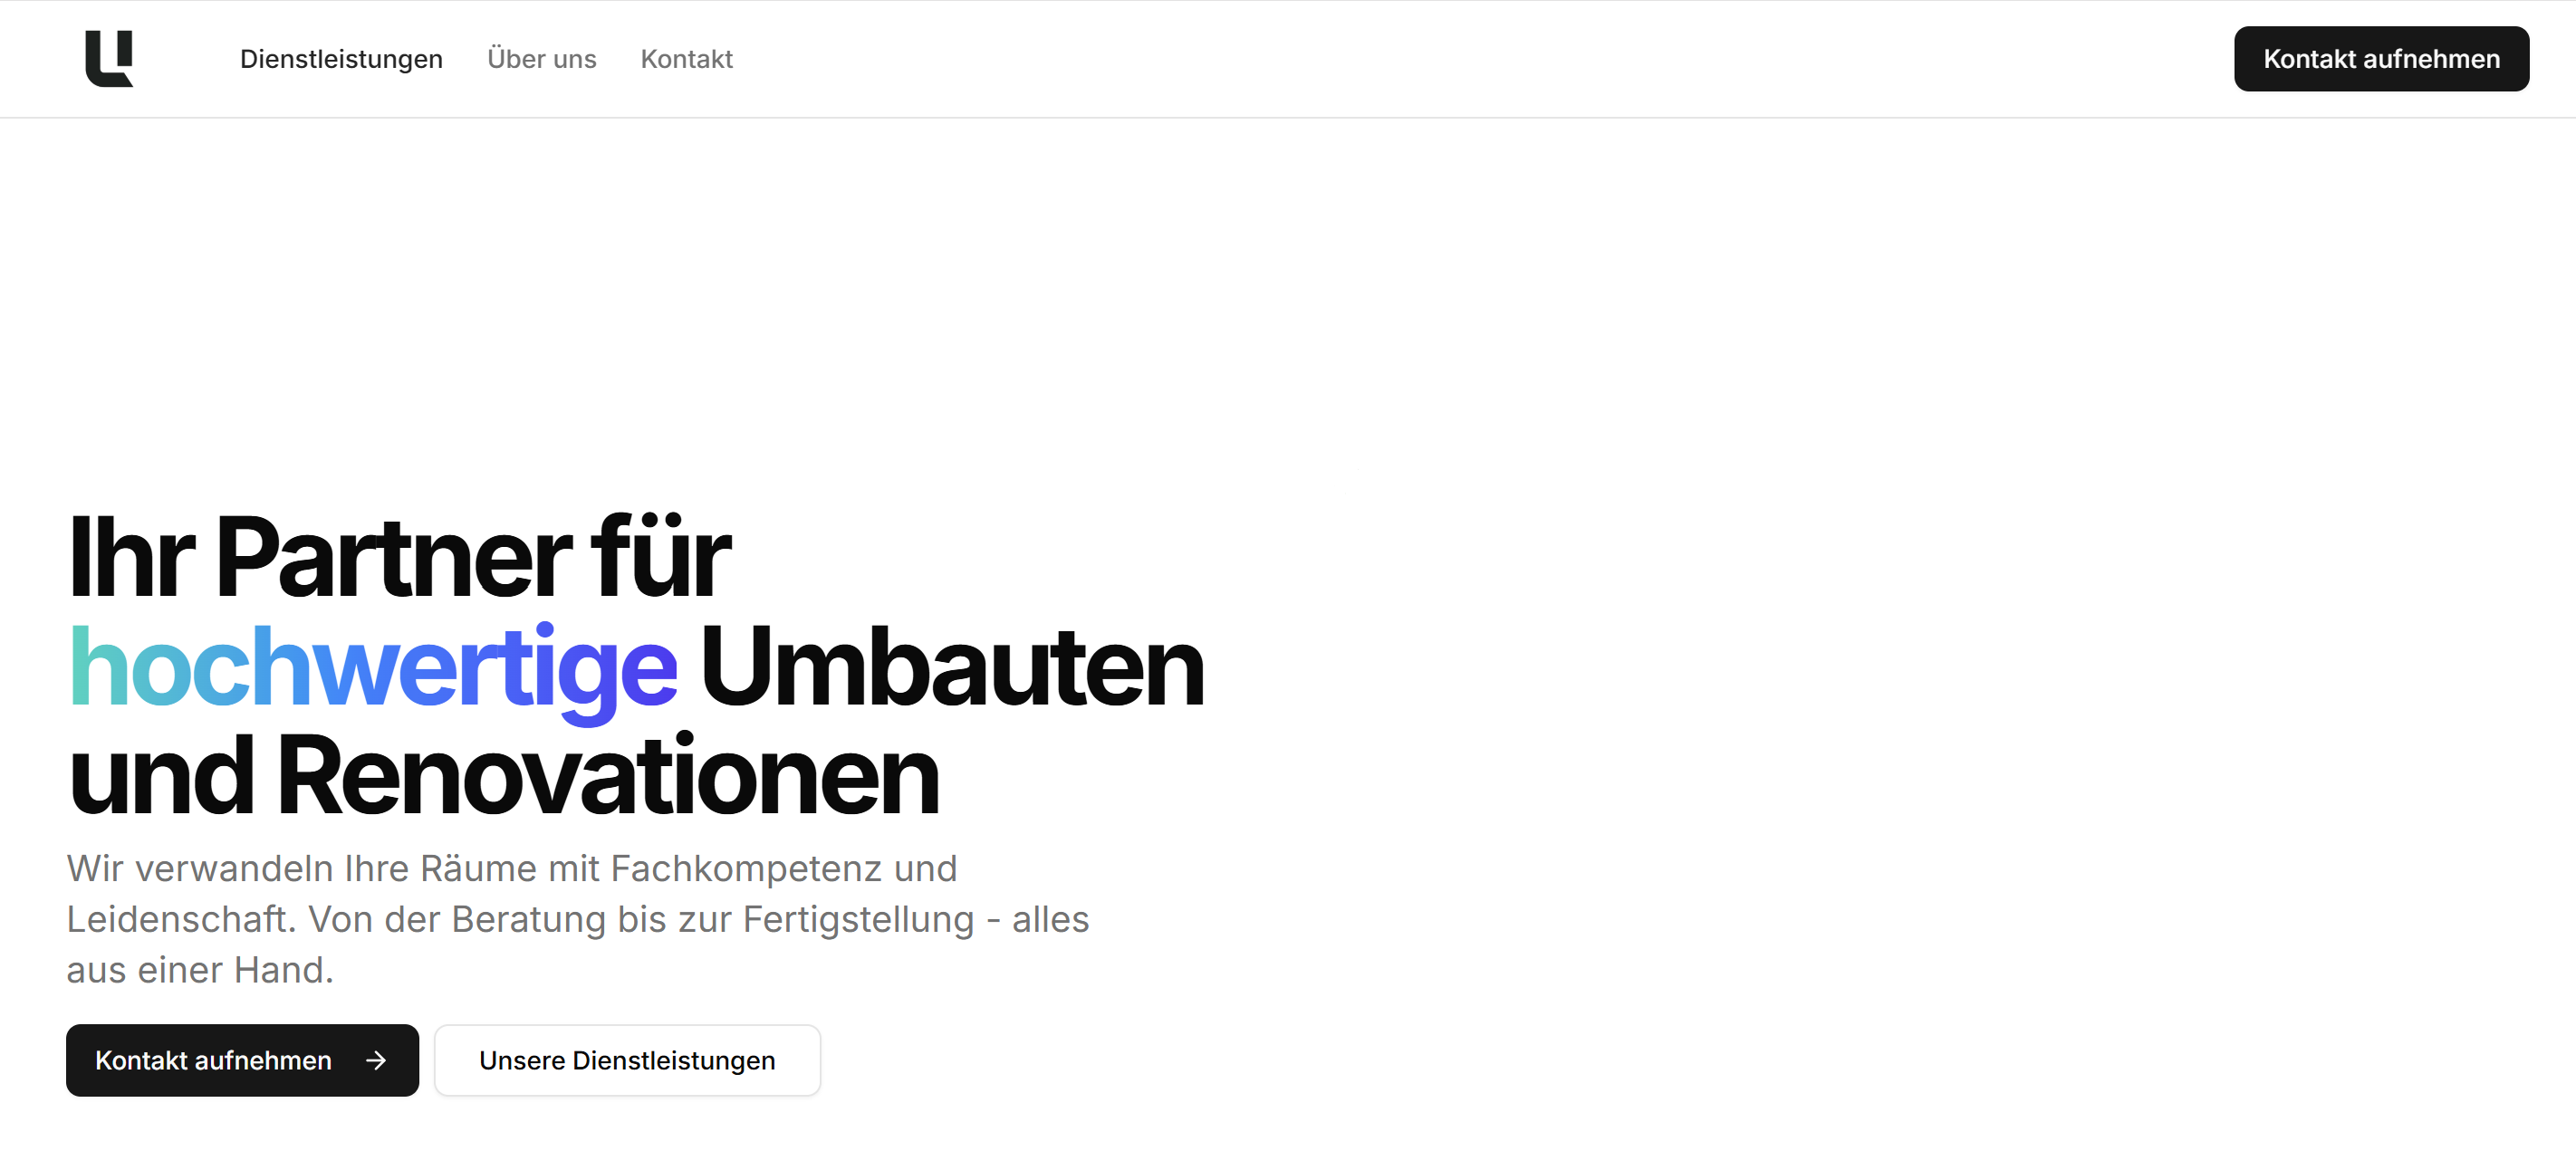 Dienstleistungen Über uns Kontakt Kontakt aufnehmen
Ihr Partner für
hochwertige Umbauten
und Renovationen
Wir verwandeln Ihre Räume mit Fachkompetenz und
Leidenschaft. Von der Beratung bis zur Fertigstellung - alles
aus einer Hand.
Kontakt aufnehmen Unsere Dienstleistungen